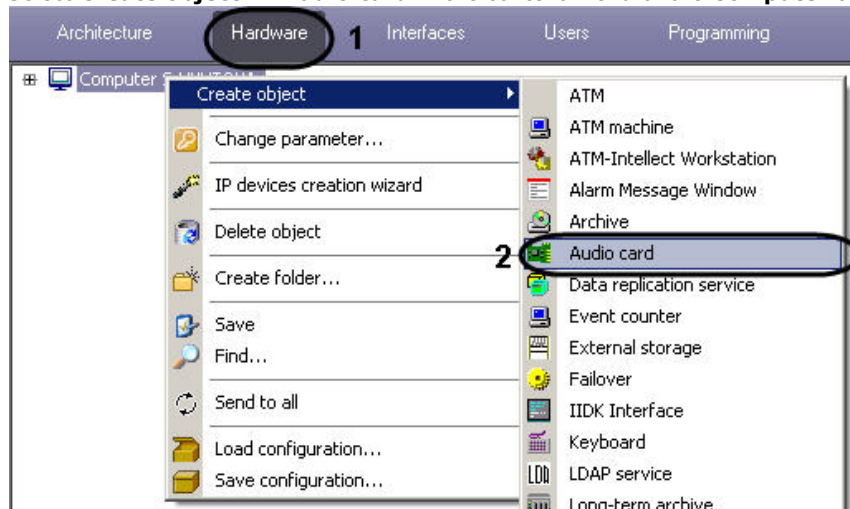 Architecture Hardware 1 Interfaces Users Programming
Computer
Create object
Change parameter...
IP devices creation wizard
Delete object
Create folder...
Save
Find...
Send to all
Load configuration...
Save configuration...
ATM
ATM machine
ATM-Intellect Workstation
Alarm Message Window
Archive
2 Audio card
Data replication service
Event counter
External storage
Failover
IIDK Interface
Keyboard
LDAP service
Long-term archive